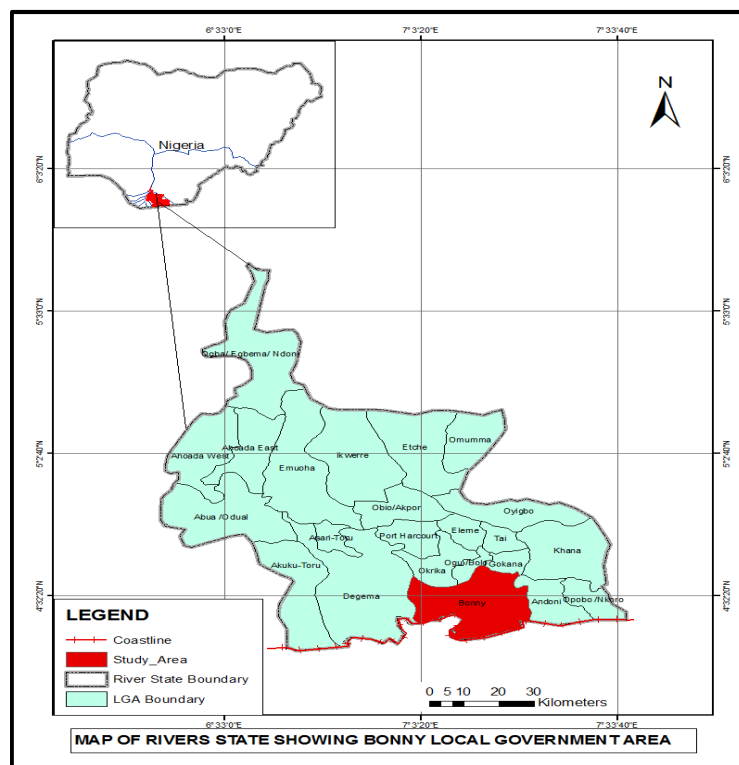 6° 33'0"E 7° 3'20"E 7° 33'40"E
N
Nigeria
6°3'20"N 6°3'20"N
5°33'0"N 5°33'0"N
Ogba/ Egbema/ Ndoni
Omumma
Etche
Ahoada East
Ikwerre
Ahoada West
5°2'40"N 5°2'40"N
Emuoha
Obio/Akpor
Oyigbo
Abua /Odual
Eleme
Port Harcourt
Asari-Toru
Tai
Khana
Ogu/Bolo
Gokana
Akuku-Toru
Okrika
Degema
Bonny
Andoni
Opobo /Nkoro
4°32'20"N 4°32'20"N
LEGEND
Coastline
Study_Area
River State Boundary
LGA Boundary
0 5 10 20 30
Kilometers
6° 33'0"E 7° 3'20"E 7° 33'40"E
MAP OF RIVERS STATE SHOWING BONNY LOCAL GOVERNMENT AREA